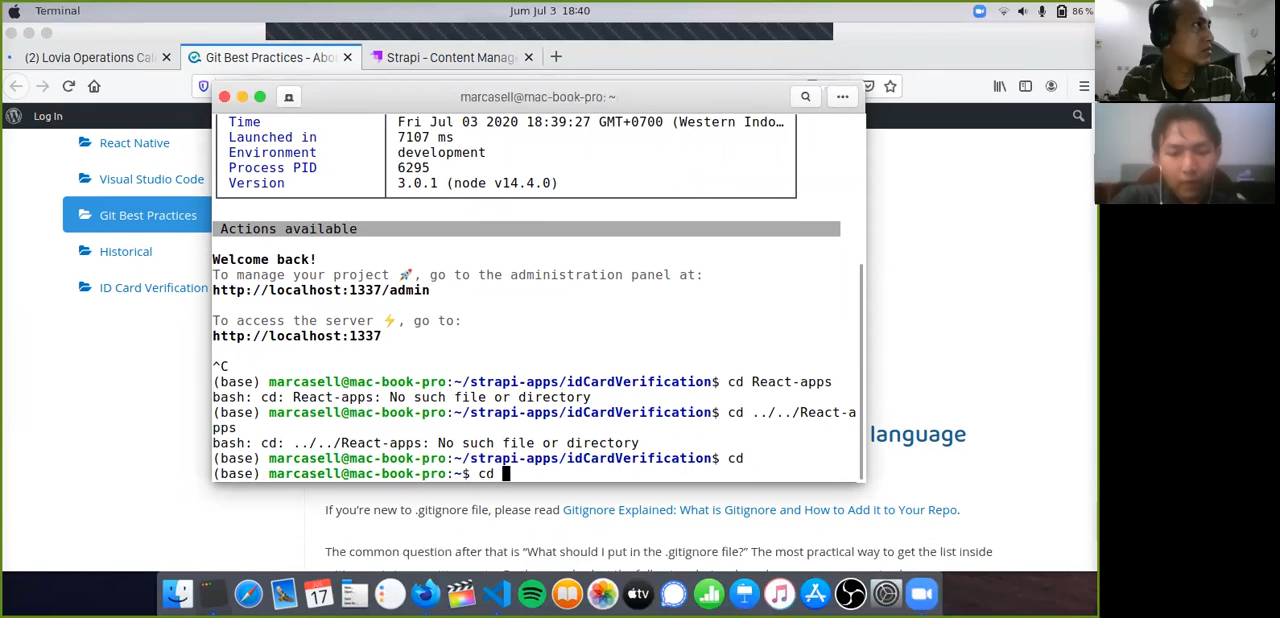 Terminal
Jum Jul 3 18:40
86 %
(2) Lovia Operations Cal
Git Best Practices - Abo
Strapi - Content Manag
Log In
marcasell@mac-book-pro: ~
React Native
Visual Studio Code
Git Best Practices
Historical
ID Card Verification
Time Fri Jul 03 2020 18:39:27 GMT+0700 (Western Indo…
Launched in 7107 ms
Environment development
Process PID 6295
Version 3.0.1 (node v14.4.0)
Actions available
Welcome back!
To manage your project 🚀, go to the administration panel at:
http://localhost:1337/admin
To access the server ⚡, go to:
http://localhost:1337
^C
(base) marcasell@mac-book-pro:~/strapi-apps/idCardVerification$ cd React-apps
bash: cd: React-apps: No such file or directory
(base) marcasell@mac-book-pro:~/strapi-apps/idCardVerification$ cd ../../React-a
pps
bash: cd: ../../React-apps: No such file or directory
(base) marcasell@mac-book-pro:~/strapi-apps/idCardVerification$ cd
(base) marcasell@mac-book-pro:~$ cd
language
If you’re new to .gitignore file, please read Gitignore Explained: What is Gitignore and How to Add it to Your Repo.
The common question after that is “What should I put in the .gitignore file?” The most practical way to get the list inside
JUL
17
tv